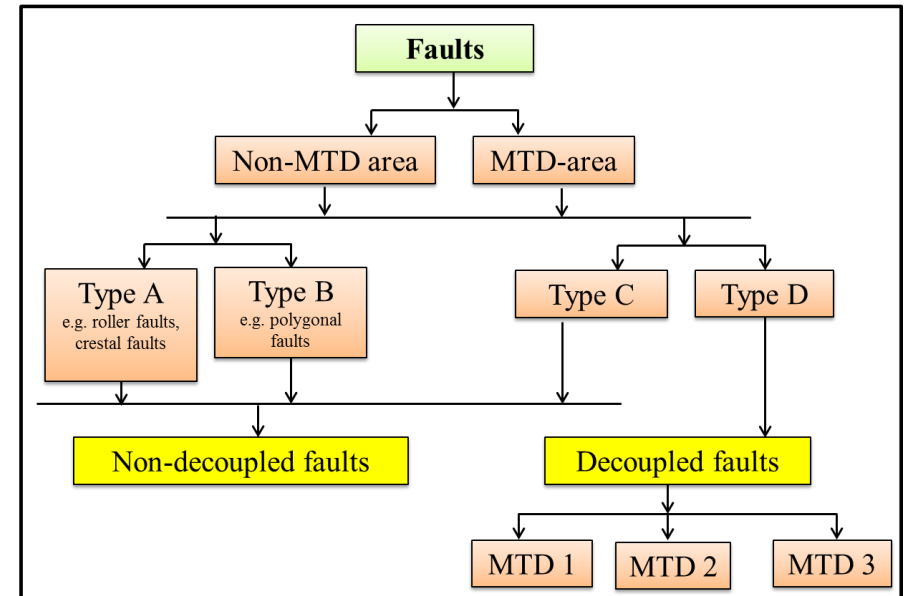 Faults
Non-MTD area
MTD-area
Type A
e.g. roller faults,
crestal faults
Type B
e.g. polygonal
faults
Type C
Type D
Non-decoupled faults
Decoupled faults
MTD 1
MTD 2
MTD 3